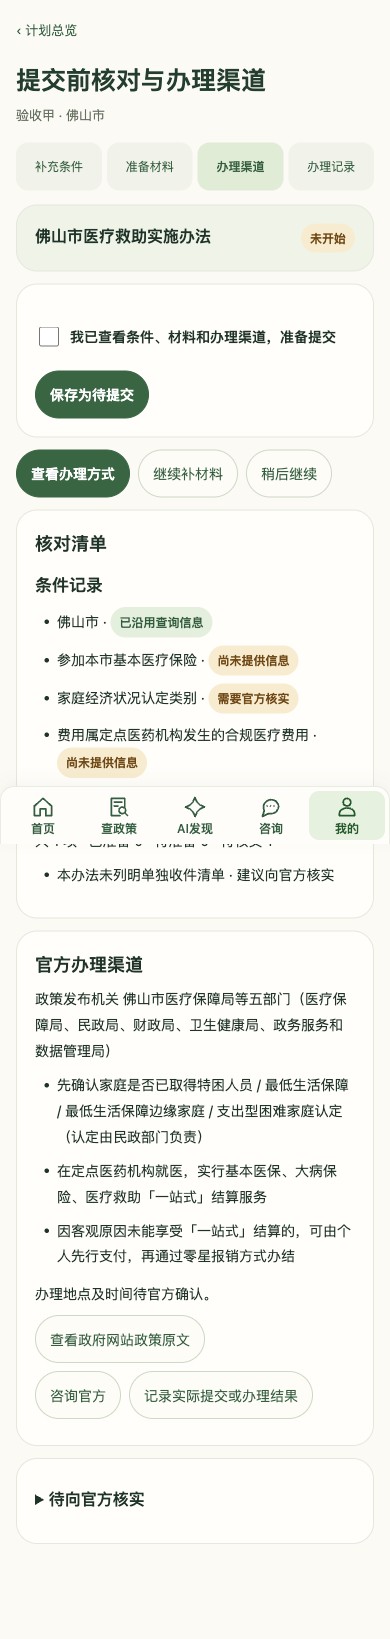 ‹ 计划总览
提交前核对与办理渠道
验收甲 · 佛山市
补充条件
准备材料
办理渠道
办理记录
佛山市医疗救助实施办法
未开始
我已查看条件、材料和办理渠道，准备提交
保存为待提交
查看办理方式
继续补材料
稍后继续
核对清单
条件记录
• 佛山市 · 已沿用查询信息
• 参加本市基本医疗保险 · 尚未提供信息
• 家庭经济状况认定类别 · 需要官方核实
• 费用属定点医药机构发生的合规医疗费用 ·
尚未提供信息
首页
查政策
AI发现
咨询
我的
• 本办法未列明单独收件清单 · 建议向官方核实
官方办理渠道
政策发布机关 佛山市医疗保障局等五部门（医疗保
障局、民政局、财政局、卫生健康局、政务服务和
数据管理局）
• 先确认家庭是否已取得特困人员 / 最低生活保障
/ 最低生活保障边缘家庭 / 支出型困难家庭认定
（认定由民政部门负责）
• 在定点医药机构就医，实行基本医保、大病保
险、医疗救助「一站式」结算服务
• 因客观原因未能享受「一站式」结算的，可由个
人先行支付，再通过零星报销方式办结
办理地点及时间待官方确认。
查看政府网站政策原文
咨询官方
记录实际提交或办理结果
▶ 待向官方核实